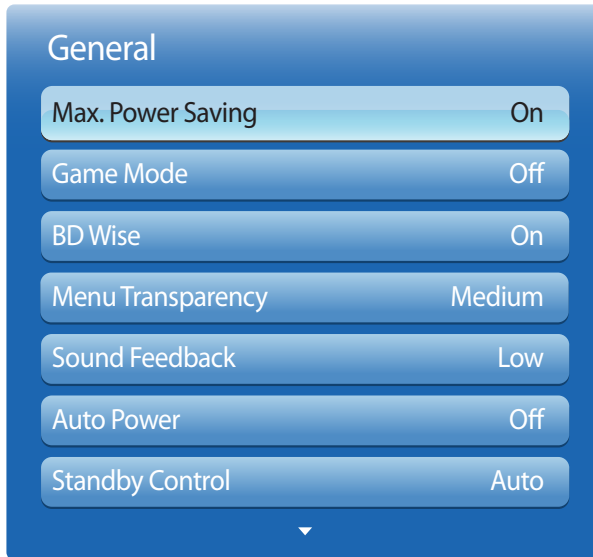 General
Max. Power Saving On
Game Mode Off
BD Wise On
Menu Transparency Medium
Sound Feedback Low
Auto Power Off
Standby Control Auto